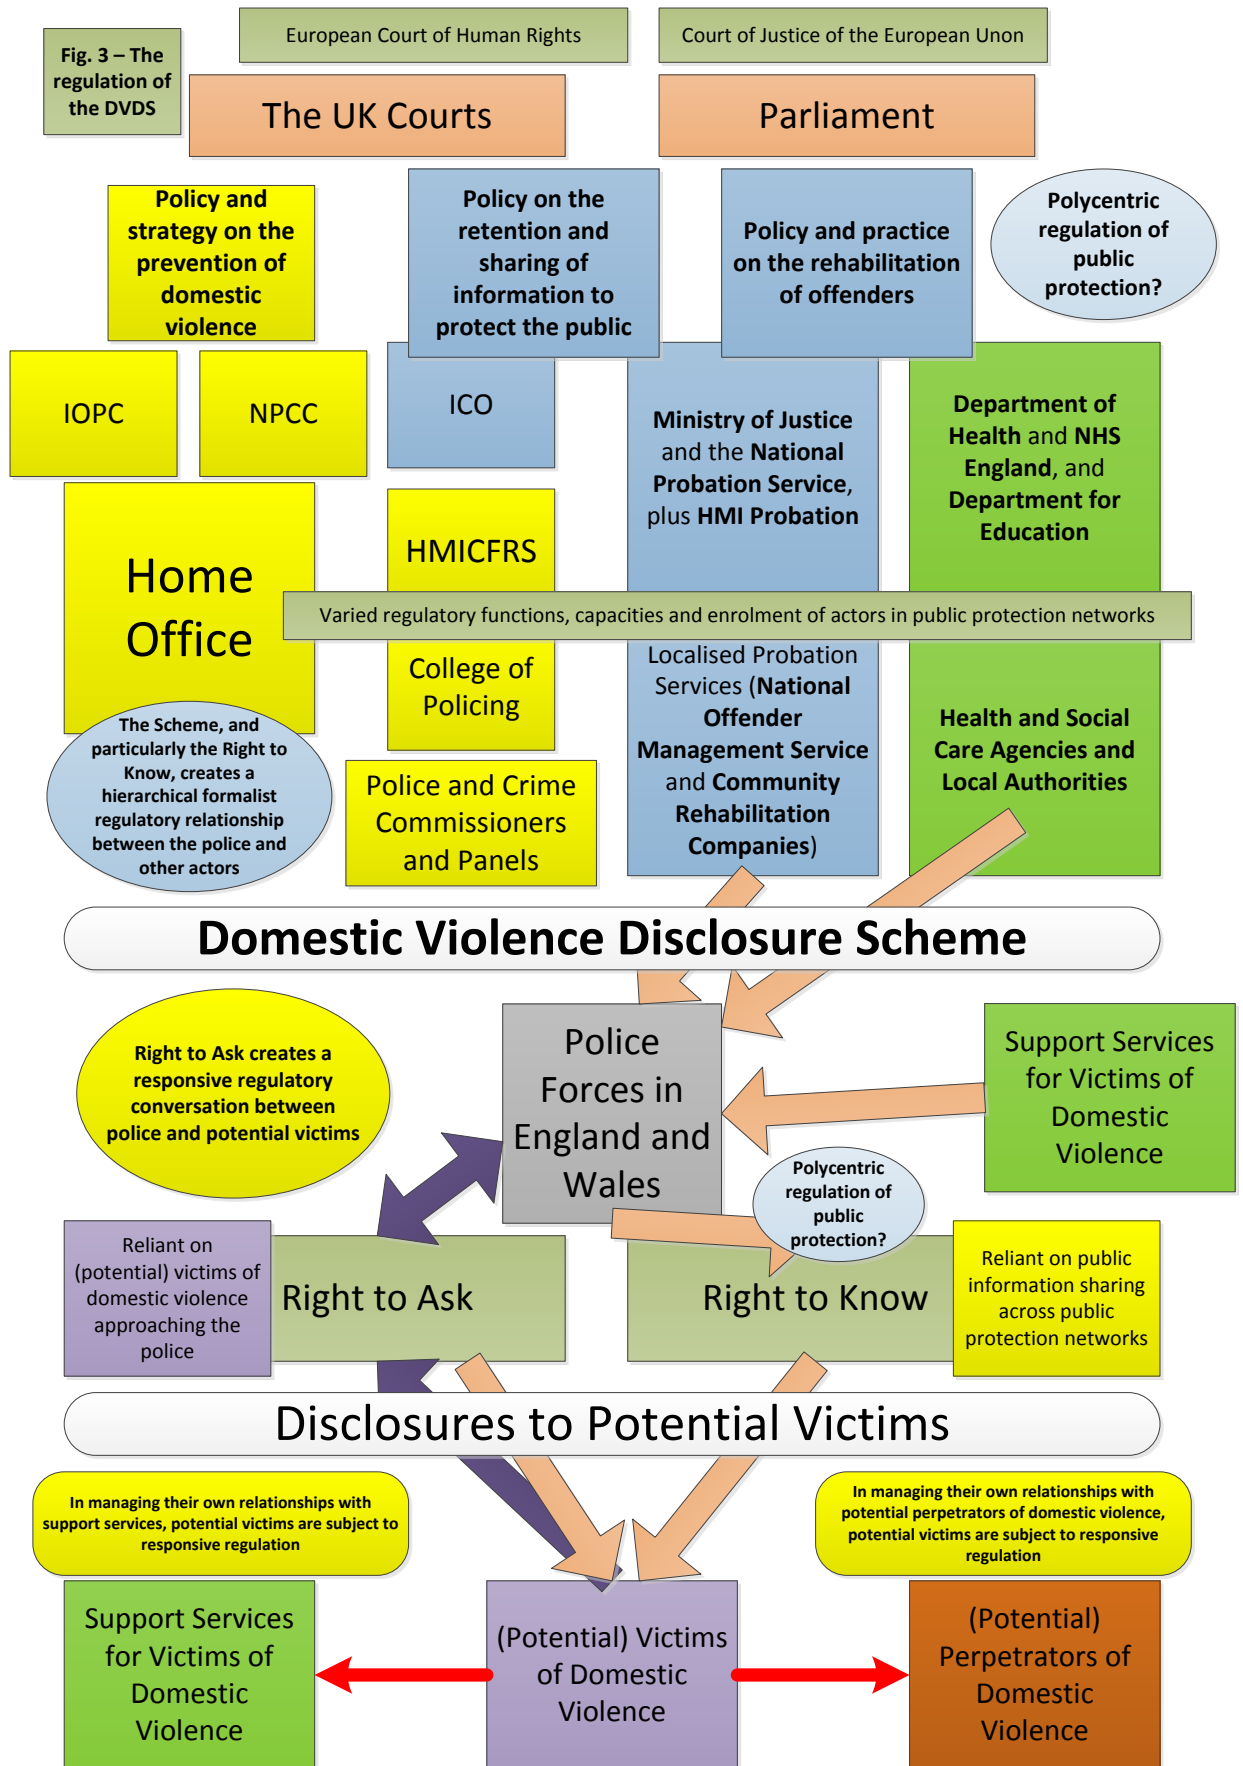 Fig. 3 – The
regulation of
the DVDS
European Court of Human Rights
Court of Justice of the European Unon
The UK Courts
Parliament
Policy and
strategy on the
prevention of
domestic
violence
Policy on the
retention and
sharing of
information to
protect the public
Policy and practice
on the rehabilitation
of offenders
Polycentric
regulation of
public
protection?
IOPC
NPCC
ICO
Ministry of Justice
and the National
Probation Service,
plus HMI Probation
Department of
Health and NHS
England, and
Department for
Education
Home
Office
HMICFRS
Varied regulatory functions, capacities and enrolment of actors in public protection networks
College of
Policing
Localised Probation
Services (National
Offender
Management Service
and Community
Rehabilitation
Companies)
Health and Social
Care Agencies and
Local Authorities
The Scheme, and
particularly the Right to
Know, creates a
hierarchical formalist
regulatory relationship
between the police and
other actors
Police and Crime
Commissioners
and Panels
Domestic Violence Disclosure Scheme
Right to Ask creates a
responsive regulatory
conversation between
police and potential victims
Police
Forces in
England and
Wales
Support Services
for Victims of
Domestic
Violence
Polycentric
regulation of
public
protection?
Reliant on
(potential) victims of
domestic violence
approaching the
police
Right to Ask
Right to Know
Reliant on public
information sharing
across public
protection networks
Disclosures to Potential Victims
In managing their own relationships with
support services, potential victims are subject to
responsive regulation
In managing their own relationships with
potential perpetrators of domestic violence,
potential victims are subject to responsive
regulation
Support Services
for Victims of
Domestic
Violence
(Potential) Victims
of Domestic
Violence
(Potential)
Perpetrators of
Domestic
Violence